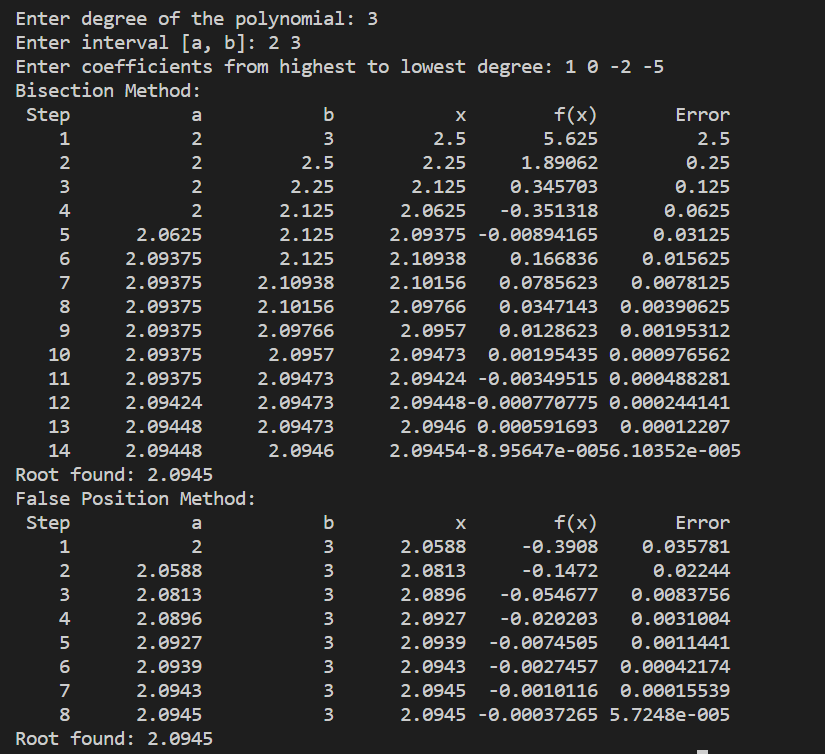 Enter degree of the polynomial: 3
Enter interval [a, b]: 2 3
Enter coefficients from highest to lowest degree: 1 0 -2 -5
Bisection Method:
 Step           a           b           x        f(x)       Error
    1           2           3         2.5       5.625         2.5
    2           2         2.5        2.25     1.89062        0.25
    3           2        2.25       2.125    0.345703       0.125
    4           2       2.125      2.0625   -0.351318      0.0625
    5      2.0625       2.125     2.09375 -0.00894165     0.03125
    6     2.09375       2.125     2.10938    0.166836    0.015625
    7     2.09375     2.10938     2.10156   0.0785623   0.0078125
    8     2.09375     2.10156     2.09766   0.0347143  0.00390625
    9     2.09375     2.09766      2.0957   0.0128623  0.00195312
   10     2.09375      2.0957     2.09473  0.00195435 0.000976562
   11     2.09375     2.09473     2.09424 -0.00349515 0.000488281
   12     2.09424     2.09473     2.09448-0.000770775 0.000244141
   13     2.09448     2.09473      2.0946 0.000591693  0.00012207
   14     2.09448      2.0946     2.09454-8.95647e-0056.10352e-005
Root found: 2.0945
False Position Method:
 Step           a           b           x        f(x)       Error
    1           2           3      2.0588     -0.3908    0.035781
    2      2.0588           3      2.0813     -0.1472     0.02244
    3      2.0813           3      2.0896   -0.054677   0.0083756
    4      2.0896           3      2.0927   -0.020203   0.0031004
    5      2.0927           3      2.0939  -0.0074505   0.0011441
    6      2.0939           3      2.0943  -0.0027457  0.00042174
    7      2.0943           3      2.0945  -0.0010116  0.00015539
    8      2.0945           3      2.0945 -0.00037265 5.7248e-005
Root found: 2.0945